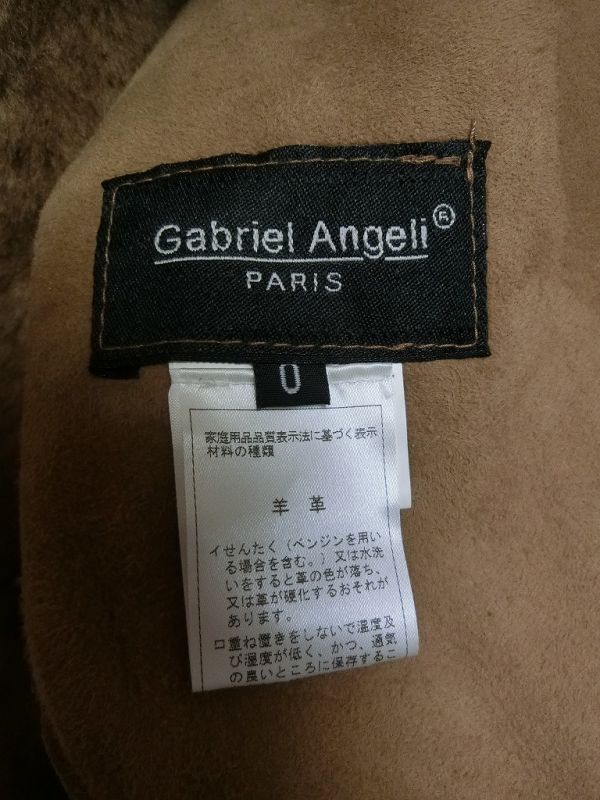 Gabriel Angeli®
PARIS
0
家庭用品品質表示法に基づく表示
材料の種類
羊革
イせんたく（ベンジンを用い
る場合を含む。）又は水洗
いをすると革の色が落ち、
又は革が硬化するおそれが
あります。
ロ重ね置きをしないで温度及
び湿度が低く、かつ、通気
の良いところに保存するこ